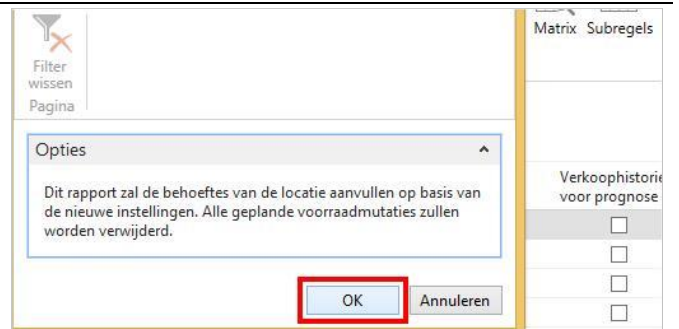 Filter
wissen
Pagina
Opties
Dit rapport zal de behoeftes van de locatie aanvullen op basis van
de nieuwe instellingen. Alle geplande voorraadmutaties zullen
worden verwijderd.
OK Annuleren
Matrix Subregels
Verkoophistorie
voor prognose